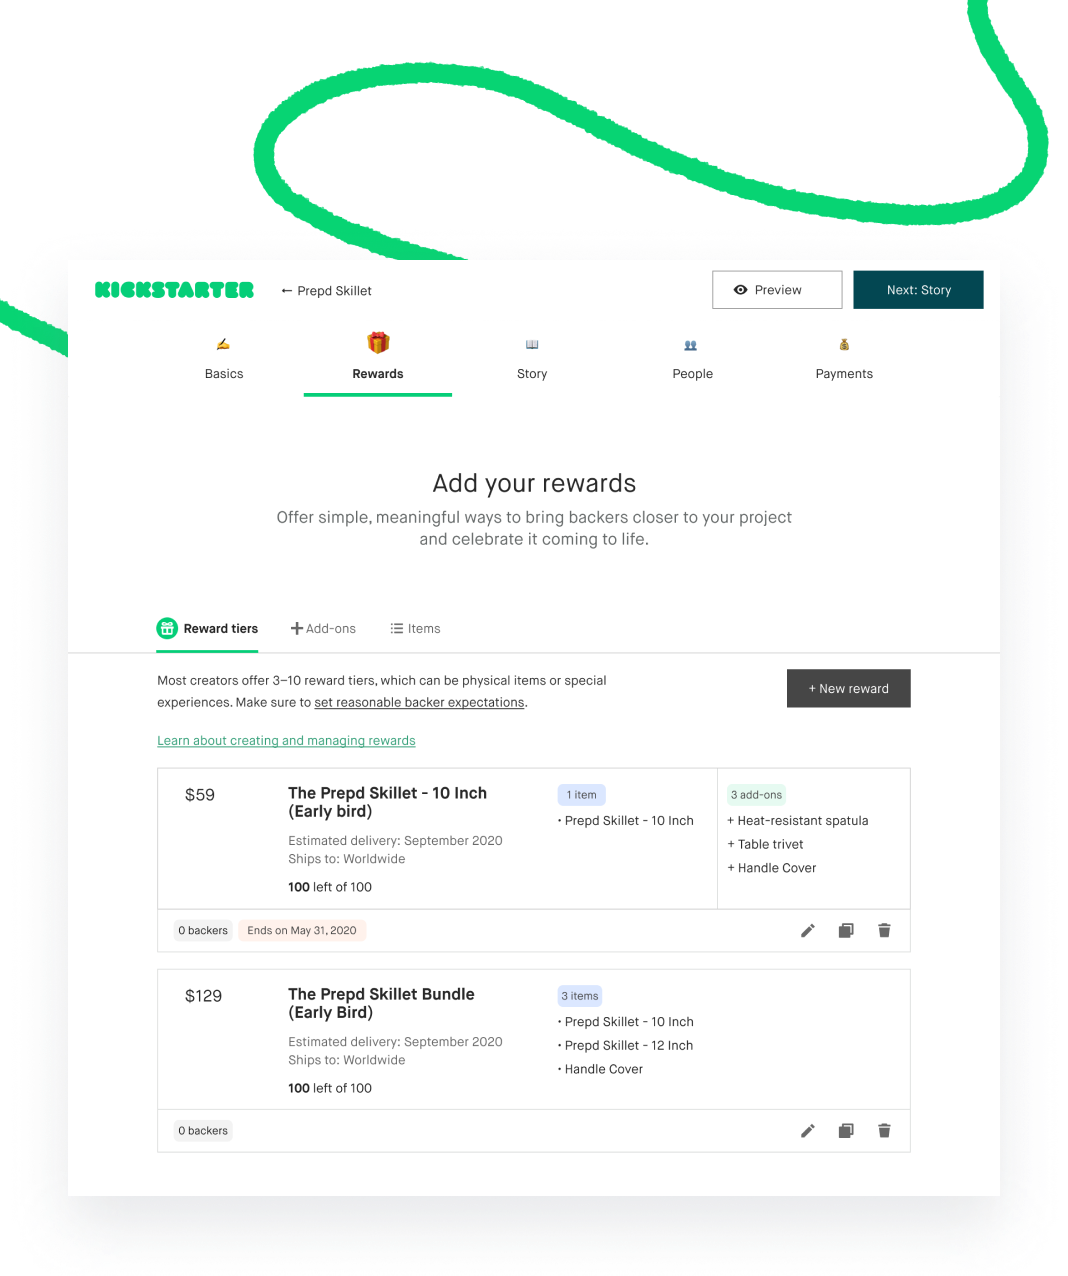 KICKSTARTER
← Prepd Skillet
Preview
Next: Story
Basics
Rewards
Story
People
Payments
Add your rewards
Offer simple, meaningful ways to bring backers closer to your project
and celebrate it coming to life.
Reward tiers
Add-ons
Items
Most creators offer 3–10 reward tiers, which can be physical items or special
experiences. Make sure to set reasonable backer expectations.
+ New reward
Learn about creating and managing rewards
$59
The Prepd Skillet - 10 Inch
(Early bird)
Estimated delivery: September 2020
Ships to: Worldwide
100 left of 100
1 item
• Prepd Skillet - 10 Inch
3 add-ons
+ Heat-resistant spatula
+ Table trivet
+ Handle Cover
0 backers
Ends on May 31, 2020
$129
The Prepd Skillet Bundle
(Early Bird)
Estimated delivery: September 2020
Ships to: Worldwide
100 left of 100
3 items
• Prepd Skillet - 10 Inch
• Prepd Skillet - 12 Inch
• Handle Cover
0 backers